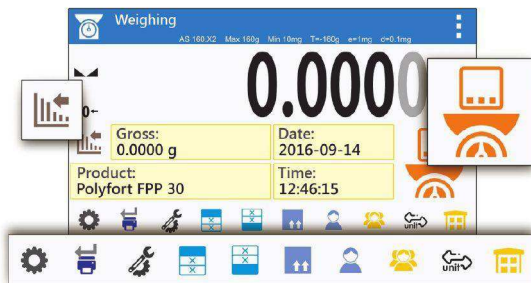 Weighing
AS 160.X2 Max 160g Min 10mg T=-160g e=1mg d=0.1mg
0.0000
0
Gross:
0.0000 g
Date:
2016-09-14
Product:
Polyfort FPP 30
Time:
12:46:15
unit
unit